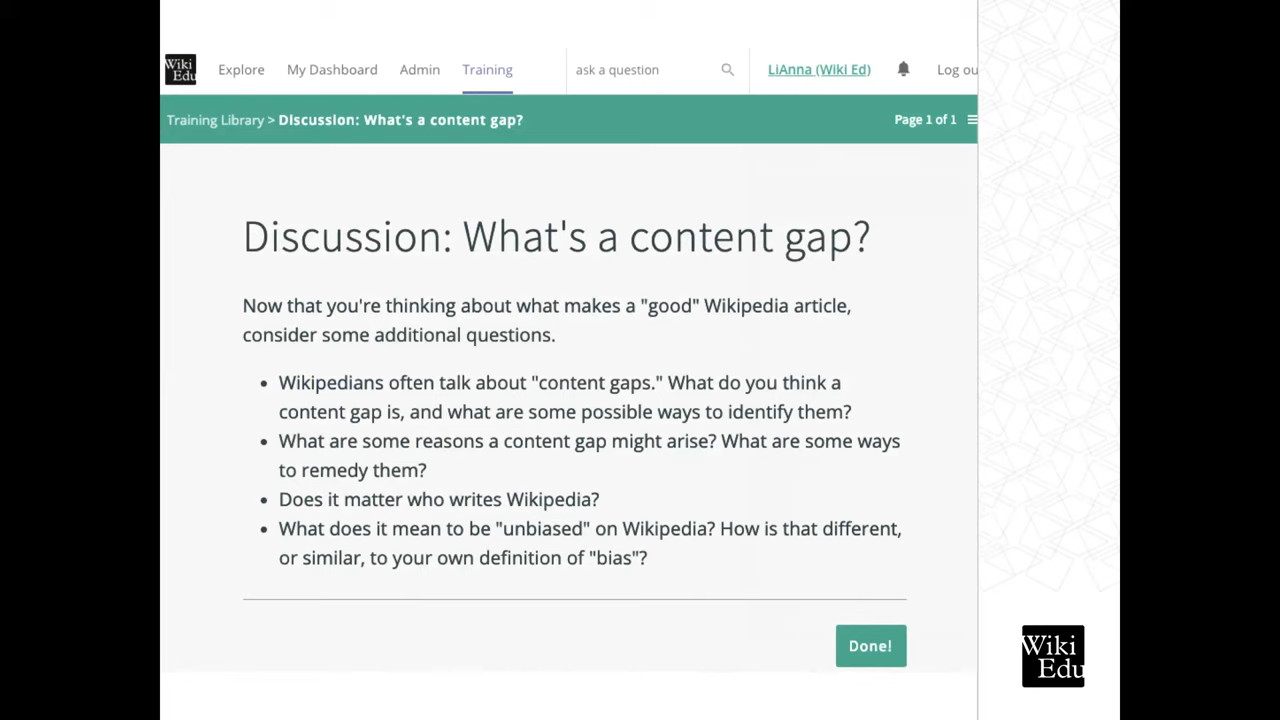 Wiki
Edu
Explore My Dashboard Admin Training ask a question LiAnna (Wiki Ed) Log ou
Training Library > Discussion: What's a content gap? Page 1 of 1
Discussion: What's a content gap?
Now that you're thinking about what makes a "good" Wikipedia article,
consider some additional questions.
• Wikipedians often talk about "content gaps." What do you think a
content gap is, and what are some possible ways to identify them?
• What are some reasons a content gap might arise? What are some ways
to remedy them?
• Does it matter who writes Wikipedia?
• What does it mean to be "unbiased" on Wikipedia? How is that different,
or similar, to your own definition of "bias"?
Done!
Wiki
Edu